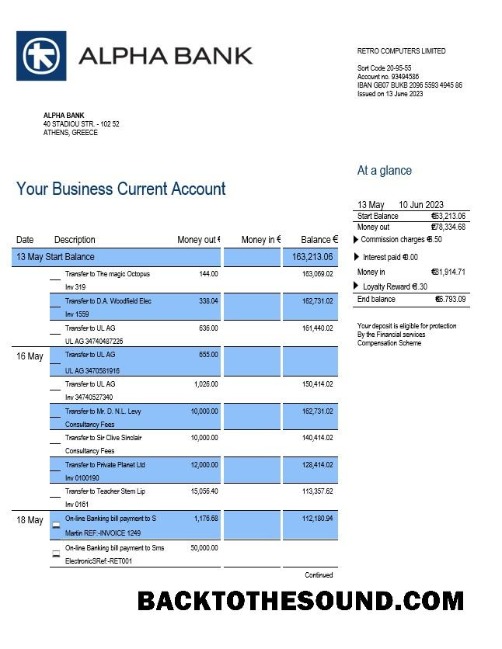 ALPHA BANK
RETRO COMPUTERS LIMITED
Sort Code 20-95-55
Account no. 93494586
IBAN GB07 BUKB 2095 5593 4945 86
Issued on 13 June 2023
ALPHA BANK
40 STADIOU STR. - 102 52
ATHENS, GREECE
At a glance
Your Business Current Account
13 May 10 Jun 2023
Start Balance €63,213.06
Money out €78,334.68
Commission charges €8.50
Interest paid €0.00
Money in €81,914.71
Loyalty Reward €1.30
End balance €6,793.09
Your deposit is eligible for protection
By the Financial services
Compensation Scheme
Date Description Money out € Money in € Balance €
13 May Start Balance 163,213.06
Transfer to The magic Octopus 144.00 163,069.02
Inv 319
Transfer to D.A. Woodfield Elec 338.04 162,731.02
Inv 1559
Transfer to UL AG 636.00 161,440.02
UL AG 34740487226
16 May Transfer to UL AG 655.00
UL AG 3470581916
Transfer to UL AG 1,026.00 150,414.02
Inv 34740527340
Transfer to Mr. D. N.L. Levy 10,000.00 162,731.02
Consultancy Fees
Transfer to Sir Clive Sinclair 10,000.00 140,414.02
Consultancy Fees
Transfer to Private Planet Ltd 12,000.00 128,414.02
Inv 0100190
Transfer to Teacher Stem Lip 15,056.40 113,357.62
Inv 0161
18 May On-line Banking bill payment to S 1,176.68 112,180.94
Martin REF:-INVOICE 1249
On-line Banking bill payment to Sms 50,000.00
ElectronicSRef:-RET001
Continued
BACKTOTHESOUND.COM